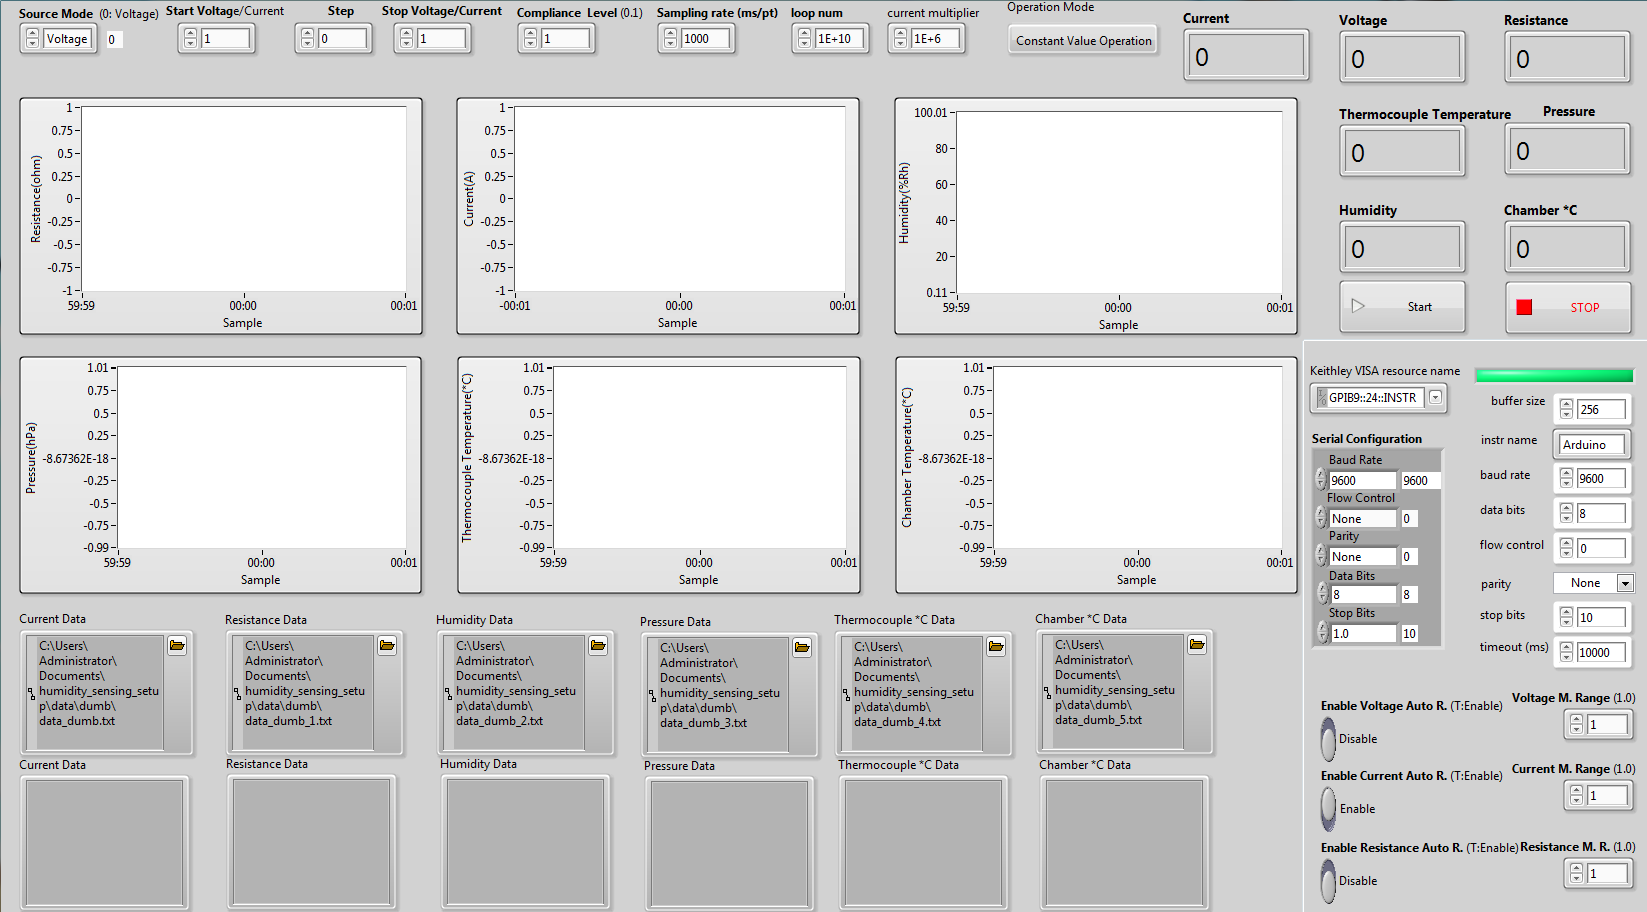 Source Mode (0: Voltage)
Voltage
0
Start Voltage/Current
1
Step
0
Stop Voltage/Current
1
Compliance Level (0.1)
1
Sampling rate (ms/pt)
1000
loop num
1E+10
current multiplier
1E+6
Operation Mode
Constant Value Operation
Current
0
Voltage
0
Resistance
0
Thermocouple Temperature
0
Pressure
0
Humidity
0
Chamber *C
0
Start
STOP
Resistance(ohm)
1
0.75
0.5
0.25
0
-0.25
-0.5
-0.75
-1
59:59
00:00
00:01
Sample
Current(A)
1
0.75
0.5
0.25
0
-0.25
-0.5
-0.75
-1
-00:01
00:00
00:01
Sample
Humidity(%Rh)
100.01
80
60
40
20
0.11
59:59
00:00
00:01
Sample
Pressure(hPa)
1.01
0.75
0.5
0.25
-8.67362E-18
-0.25
-0.5
-0.75
-0.99
59:59
00:00
00:01
Sample
Thermocouple Temperature(*C)
1.01
0.75
0.5
0.25
-8.67362E-18
-0.25
-0.5
-0.75
-0.99
59:59
00:00
00:01
Sample
Chamber Temperature(*C)
1.01
0.75
0.5
0.25
-8.67362E-18
-0.25
-0.5
-0.75
-0.99
59:59
00:00
00:01
Sample
Keithley VISA resource name
GPIB9::24::INSTR
Serial Configuration
Baud Rate
9600
9600
Flow Control
None
0
Parity
None
0
Data Bits
8
8
Stop Bits
1.0
10
buffer size
256
instr name
Arduino
baud rate
9600
data bits
8
flow control
0
parity
None
stop bits
10
timeout (ms)
10000
Current Data
C:\Users\
Administrator\
Documents\
humidity_sensing_setu
p\data\dumb\
data_dumb.txt
Resistance Data
C:\Users\
Administrator\
Documents\
humidity_sensing_setu
p\data\dumb\
data_dumb_1.txt
Humidity Data
C:\Users\
Administrator\
Documents\
humidity_sensing_setu
p\data\dumb\
data_dumb_2.txt
Pressure Data
C:\Users\
Administrator\
Documents\
humidity_sensing_setu
p\data\dumb\
data_dumb_3.txt
Thermocouple *C Data
C:\Users\
Administrator\
Documents\
humidity_sensing_setu
p\data\dumb\
data_dumb_4.txt
Chamber *C Data
C:\Users\
Administrator\
Documents\
humidity_sensing_setu
p\data\dumb\
data_dumb_5.txt
Current Data
Resistance Data
Humidity Data
Pressure Data
Thermocouple *C Data
Chamber *C Data
Enable Voltage Auto R. (T:Enable)
Disable
Voltage M. Range (1.0)
1
Enable Current Auto R. (T:Enable)
Enable
Current M. Range (1.0)
1
Enable Resistance Auto R. (T:Enable)
Disable
Resistance M. R. (1.0)
1